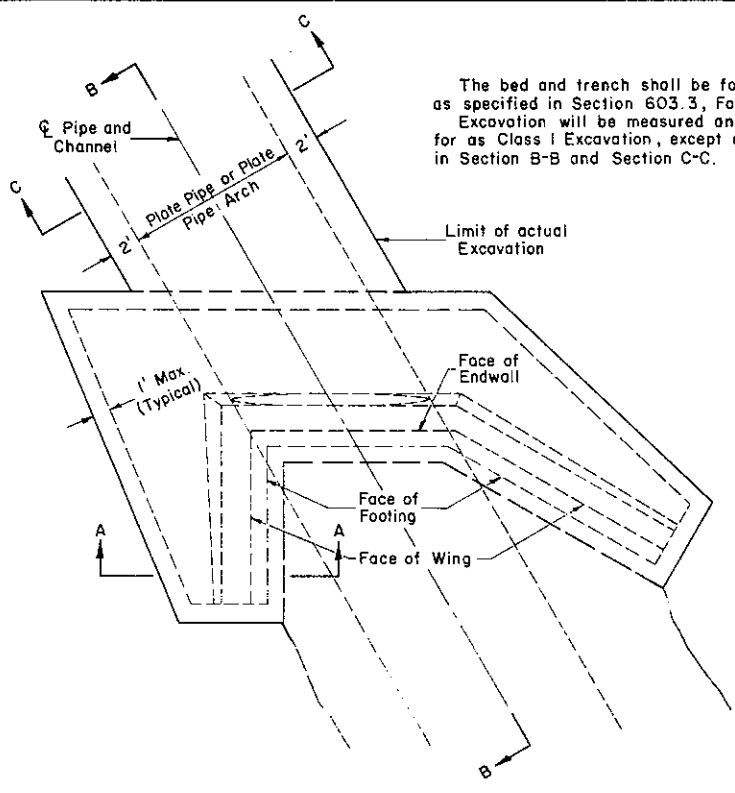 The bed and trench shall be fo
as specified in Section 603.3, Fo
Excavation will be measured an
for as Class I Excavation, except
in Section B-B and Section C-C.
C
B
℄ Pipe and
Channel
C
C
2'
Plate Pipe or Plate
Pipe Arch
2'
Limit of actual
Excavation
1' Max.
(Typical)
Face of
Endwall
Face of
Footing
A
A
Face of Wing
B